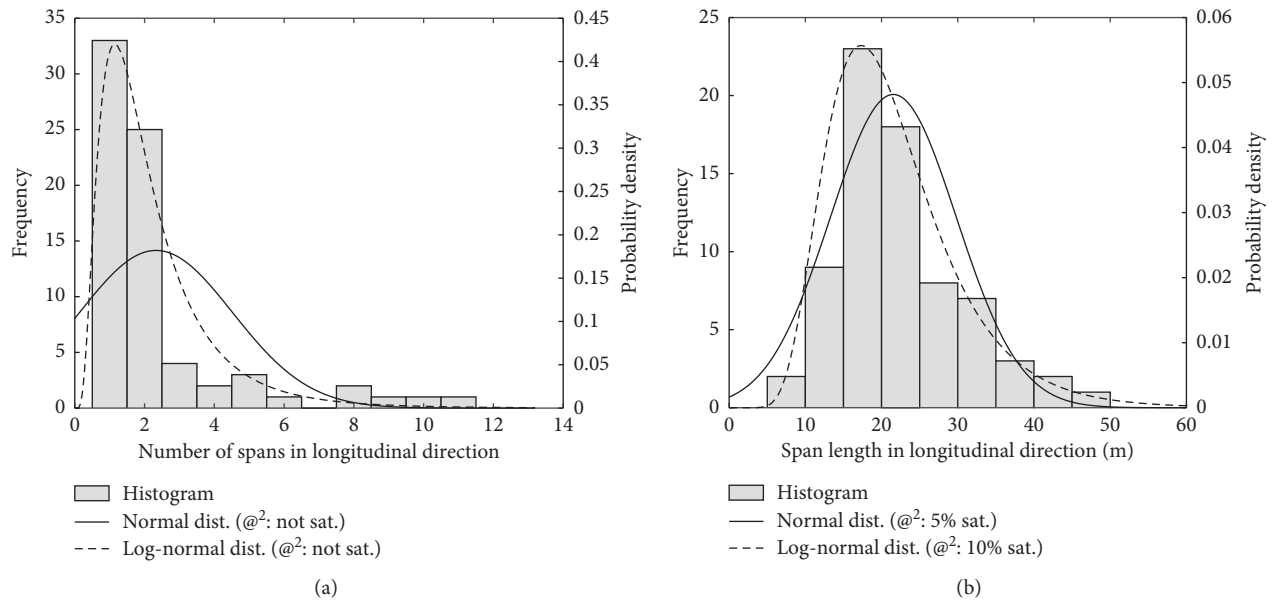 35
30
25
20
15
10
5
0
Frequency
0.45
0.4
0.35
0.3
0.25
0.2
0.15
0.1
0.05
0
Probability density
0 2 4 6 8 10 12 14
Number of spans in longitudinal direction
Histogram
Normal dist. (@²: not sat.)
Log-normal dist. (@²: not sat.)
(a)
25
20
15
10
5
0
Frequency
0.06
0.05
0.04
0.03
0.02
0.01
0
Probability density
0 10 20 30 40 50 60
Span length in longitudinal direction (m)
Histogram
Normal dist. (@²: 5% sat.)
Log-normal dist. (@²: 10% sat.)
(b)